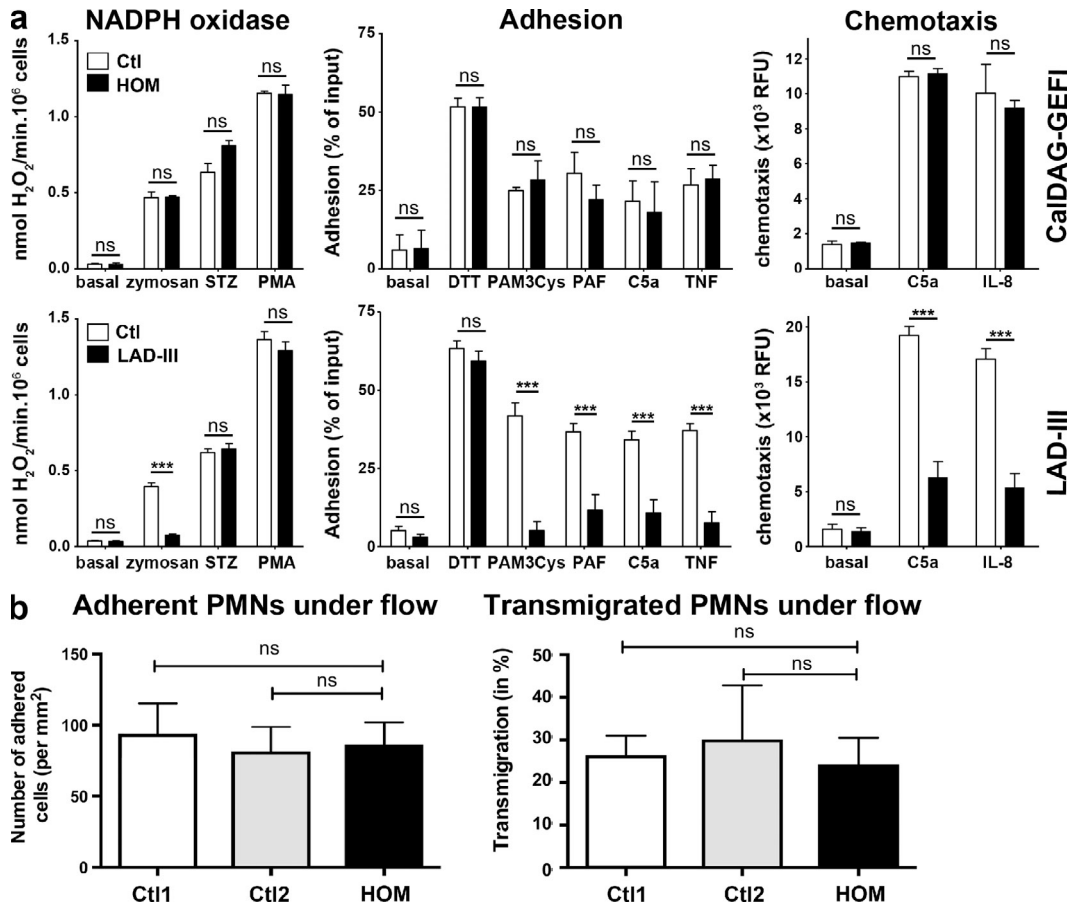 a
NADPH oxidase
Adhesion
Chemotaxis
nmol H2O2/min.10^6 cells
1.5
1.0
0.5
0.0
Ctl
HOM
ns
ns
ns
ns
basal zymosan STZ PMA
Adhesion (% of input)
75
50
25
0
ns
ns
ns
ns
ns
ns
basal DTT PAM3Cys PAF C5a TNF
chemotaxis (x10^3 RFU)
12
10
8
6
4
2
0
ns
ns
ns
basal C5a IL-8
CalDAG-GEFI
nmol H2O2/min.10^6 cells
1.5
1.0
0.5
0.0
Ctl
LAD-III
ns
***
ns
ns
basal zymosan STZ PMA
Adhesion (% of input)
75
50
25
0
ns
ns
***
***
***
***
basal DTT PAM3Cys PAF C5a TNF
chemotaxis (x10^3 RFU)
20
15
10
5
0
ns
***
***
basal C5a IL-8
LAD-III
b
Adherent PMNs under flow
Number of adhered
cells (per mm^2)
150
100
50
0
ns
ns
Ctl1 Ctl2 HOM
Transmigrated PMNs under flow
Transmigration (in %)
50
40
30
20
10
0
ns
ns
Ctl1 Ctl2 HOM